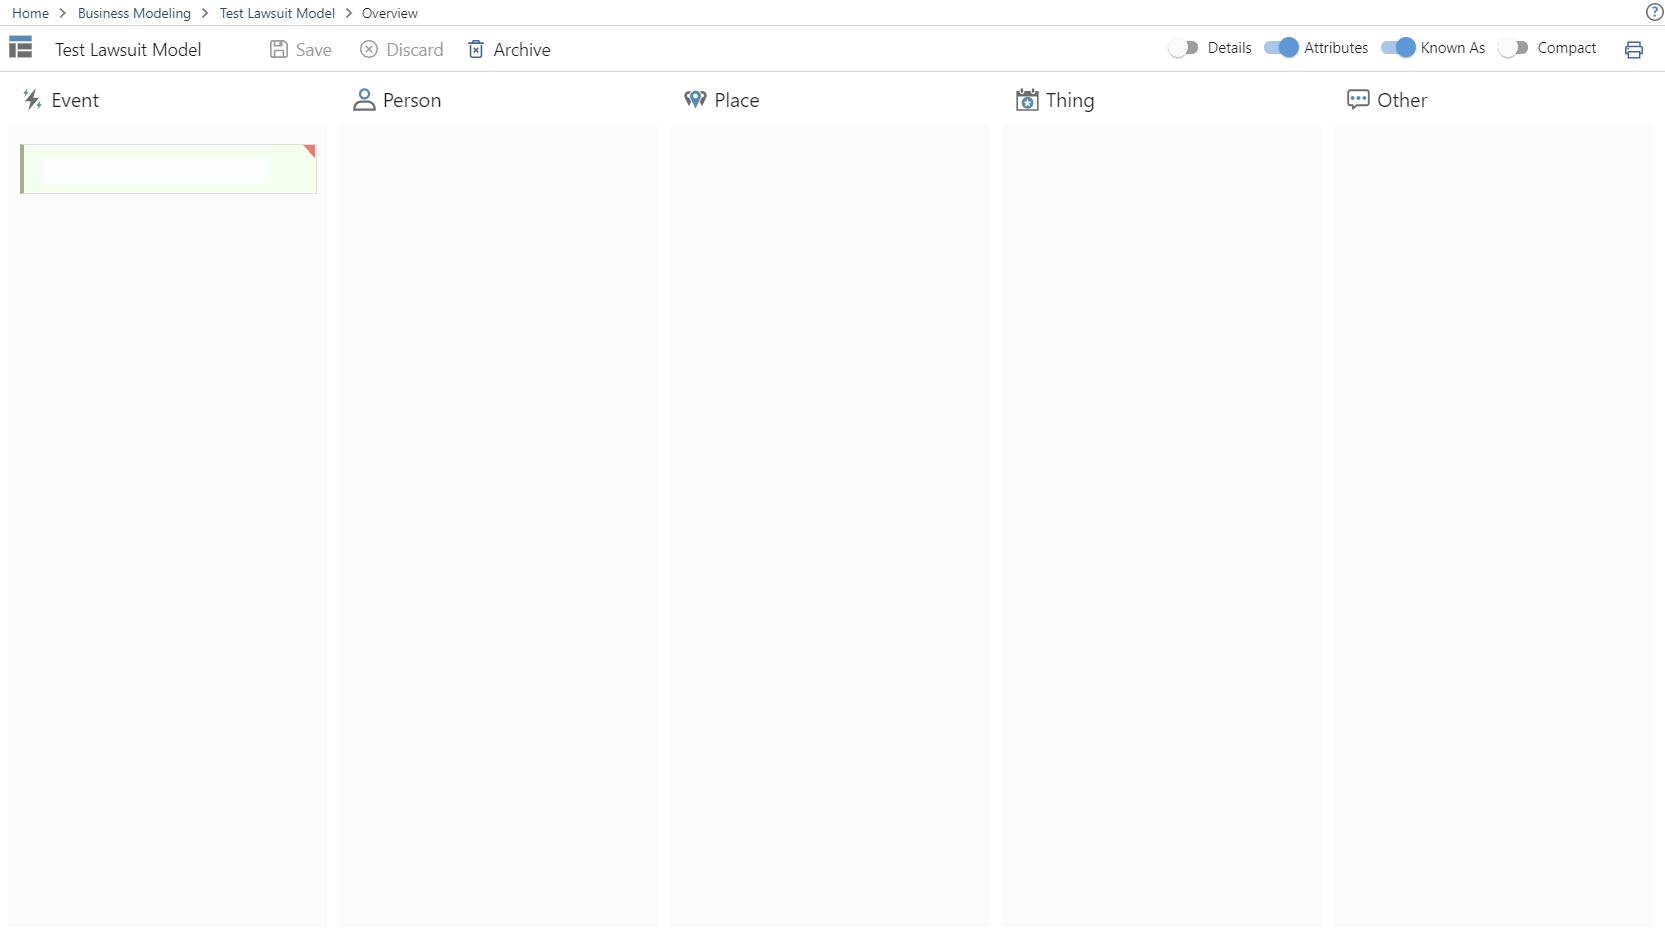 Home > Business Modeling > Test Lawsuit Model > Overview
Test Lawsuit Model Save Discard Archive Details Attributes Known As Compact
Event Person Place Thing Other